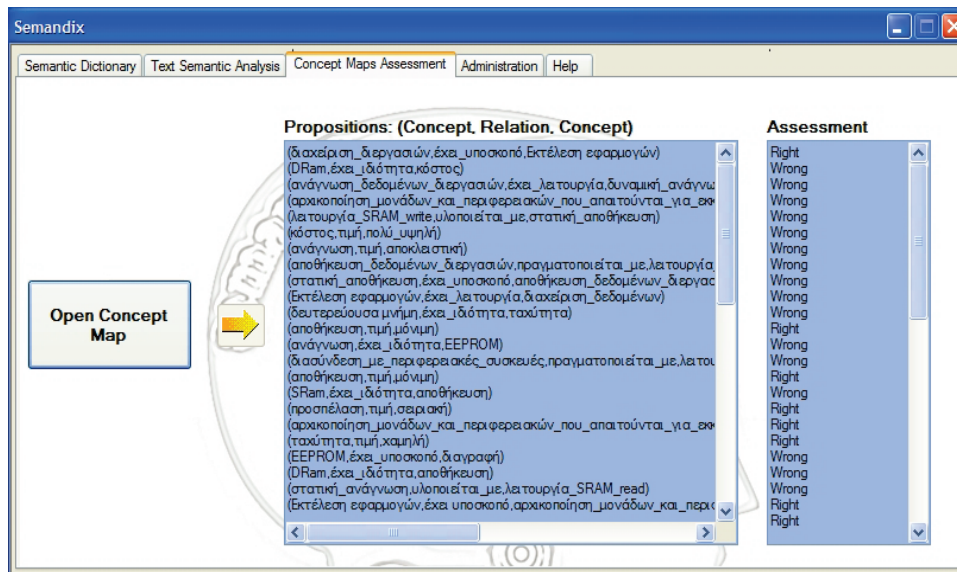 Semandix
Semantic Dictionary Text Semantic Analysis Concept Maps Assessment Administration Help
Propositions: (Concept, Relation, Concept)
(διαχείριση_διεργασιών,έχει_υποσκοπό,Εκτέλεση εφαρμογών)
(DRam,έχει_ιδιότητα,κόστος)
(ανάγνωση_δεδομένων_διεργασιών,έχει_λειτουργία,δυναμική_ανάγνω
(αρχικοποίηση_μονάδων_και_περιφερειακών_που_απαιτούνται_για_εκκ
(λειτουργία_SRAM_write,υλοποιείται_με,στατική_αποθήκευση)
(κόστος,τιμή,πολύ_υψηλή)
(ανάγνωση,τιμή,αποκλειστική)
(αποθήκευση_δεδομένων_διεργασιών,πραγματοποιείται_με,λειτουργία_
(στατική_αποθήκευση,έχει_υποσκοπό,αποθήκευση_δεδομένων_διεργασ
(Εκτέλεση εφαρμογών,έχει_λειτουργία,διαχείριση_δεδομένων)
(δευτερεύουσα μνήμη,έχει_ιδιότητα,ταχύτητα)
(αποθήκευση,τιμή,μόνιμη)
(ανάγνωση,έχει_ιδιότητα,EEPROM)
(διασύνδεση_με_περιφερειακές_συσκευές,πραγματοποιείται_με,λειτου
(αποθήκευση,τιμή,μόνιμη)
(SRam,έχει_ιδιότητα,αποθήκευση)
(προσπέλαση,τιμή,σειριακή)
(αρχικοποίηση_μονάδων_και_περιφερειακών_που_απαιτούνται_για_εκκ
(ταχύτητα,τιμή,χαμηλή)
(EEPROM,έχει_υποσκοπό,διαγραφή)
(DRam,έχει_ιδιότητα,αποθήκευση)
(στατική_ανάγνωση,υλοποιείται_με,λειτουργία_SRAM_read)
(Εκτέλεση εφαρμογών,έχει υποσκοπό,αρχικοποίηση_μονάδων_και_περι
Assessment
Right
Wrong
Wrong
Wrong
Wrong
Wrong
Wrong
Wrong
Wrong
Wrong
Wrong
Right
Wrong
Wrong
Right
Wrong
Right
Right
Right
Wrong
Wrong
Wrong
Right
Right
Open Concept
Map